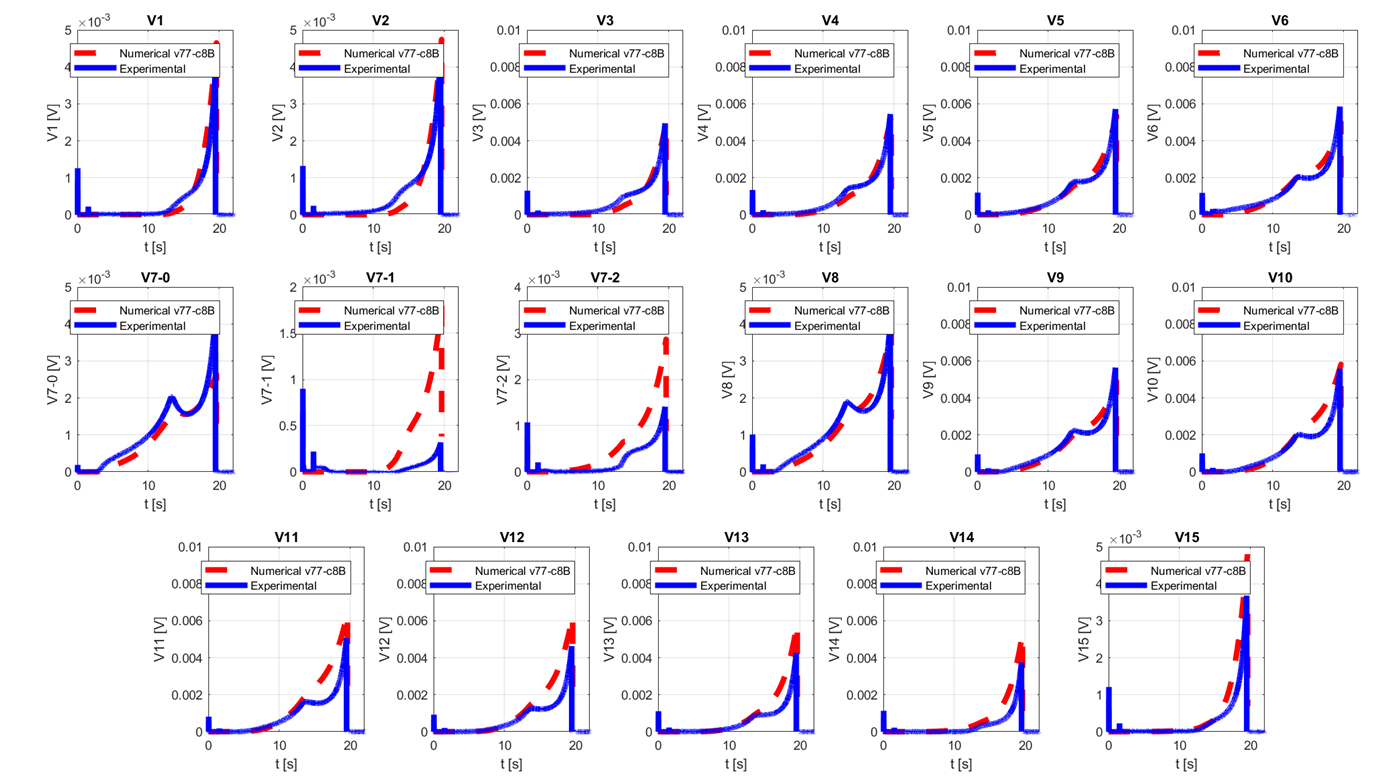 V1
×10⁻³
5
4
3
2
1
0
V1 [V]
Numerical v77-c8B
Experimental
0 10 20
t [s]
V2
×10⁻³
5
4
3
2
1
0
V2 [V]
Numerical v77-c8B
Experimental
0 10 20
t [s]
V3
0.01
0.008
0.006
0.004
0.002
0
V3 [V]
Numerical v77-c8B
Experimental
0 10 20
t [s]
V4
0.01
0.008
0.006
0.004
0.002
0
V4 [V]
Numerical v77-c8B
Experimental
0 10 20
t [s]
V5
0.01
0.008
0.006
0.004
0.002
0
V5 [V]
Numerical v77-c8B
Experimental
0 10 20
t [s]
V6
0.01
0.008
0.006
0.004
0.002
0
V6 [V]
Numerical v77-c8B
Experimental
0 10 20
t [s]
V7-0
×10⁻³
5
4
3
2
1
0
V7-0 [V]
Numerical v77-c8B
Experimental
0 10 20
t [s]
V7-1
×10⁻³
2
1.5
1
0.5
0
V7-1 [V]
Numerical v77-c8B
Experimental
0 10 20
t [s]
V7-2
×10⁻³
4
3
2
1
0
V7-2 [V]
Numerical v77-c8B
Experimental
0 10 20
t [s]
V8
×10⁻³
5
4
3
2
1
0
V8 [V]
Numerical v77-c8B
Experimental
0 10 20
t [s]
V9
0.01
0.008
0.006
0.004
0.002
0
V9 [V]
Numerical v77-c8B
Experimental
0 10 20
t [s]
V10
0.01
0.008
0.006
0.004
0.002
0
V10 [V]
Numerical v77-c8B
Experimental
0 10 20
t [s]
V11
0.01
0.008
0.006
0.004
0.002
0
V11 [V]
Numerical v77-c8B
Experimental
0 10 20
t [s]
V12
0.01
0.008
0.006
0.004
0.002
0
V12 [V]
Numerical v77-c8B
Experimental
0 10 20
t [s]
V13
0.01
0.008
0.006
0.004
0.002
0
V13 [V]
Numerical v77-c8B
Experimental
0 10 20
t [s]
V14
0.01
0.008
0.006
0.004
0.002
0
V14 [V]
Numerical v77-c8B
Experimental
0 10 20
t [s]
V15
×10⁻³
5
4
3
2
1
0
V15 [V]
Numerical v77-c8B
Experimental
0 10 20
t [s]